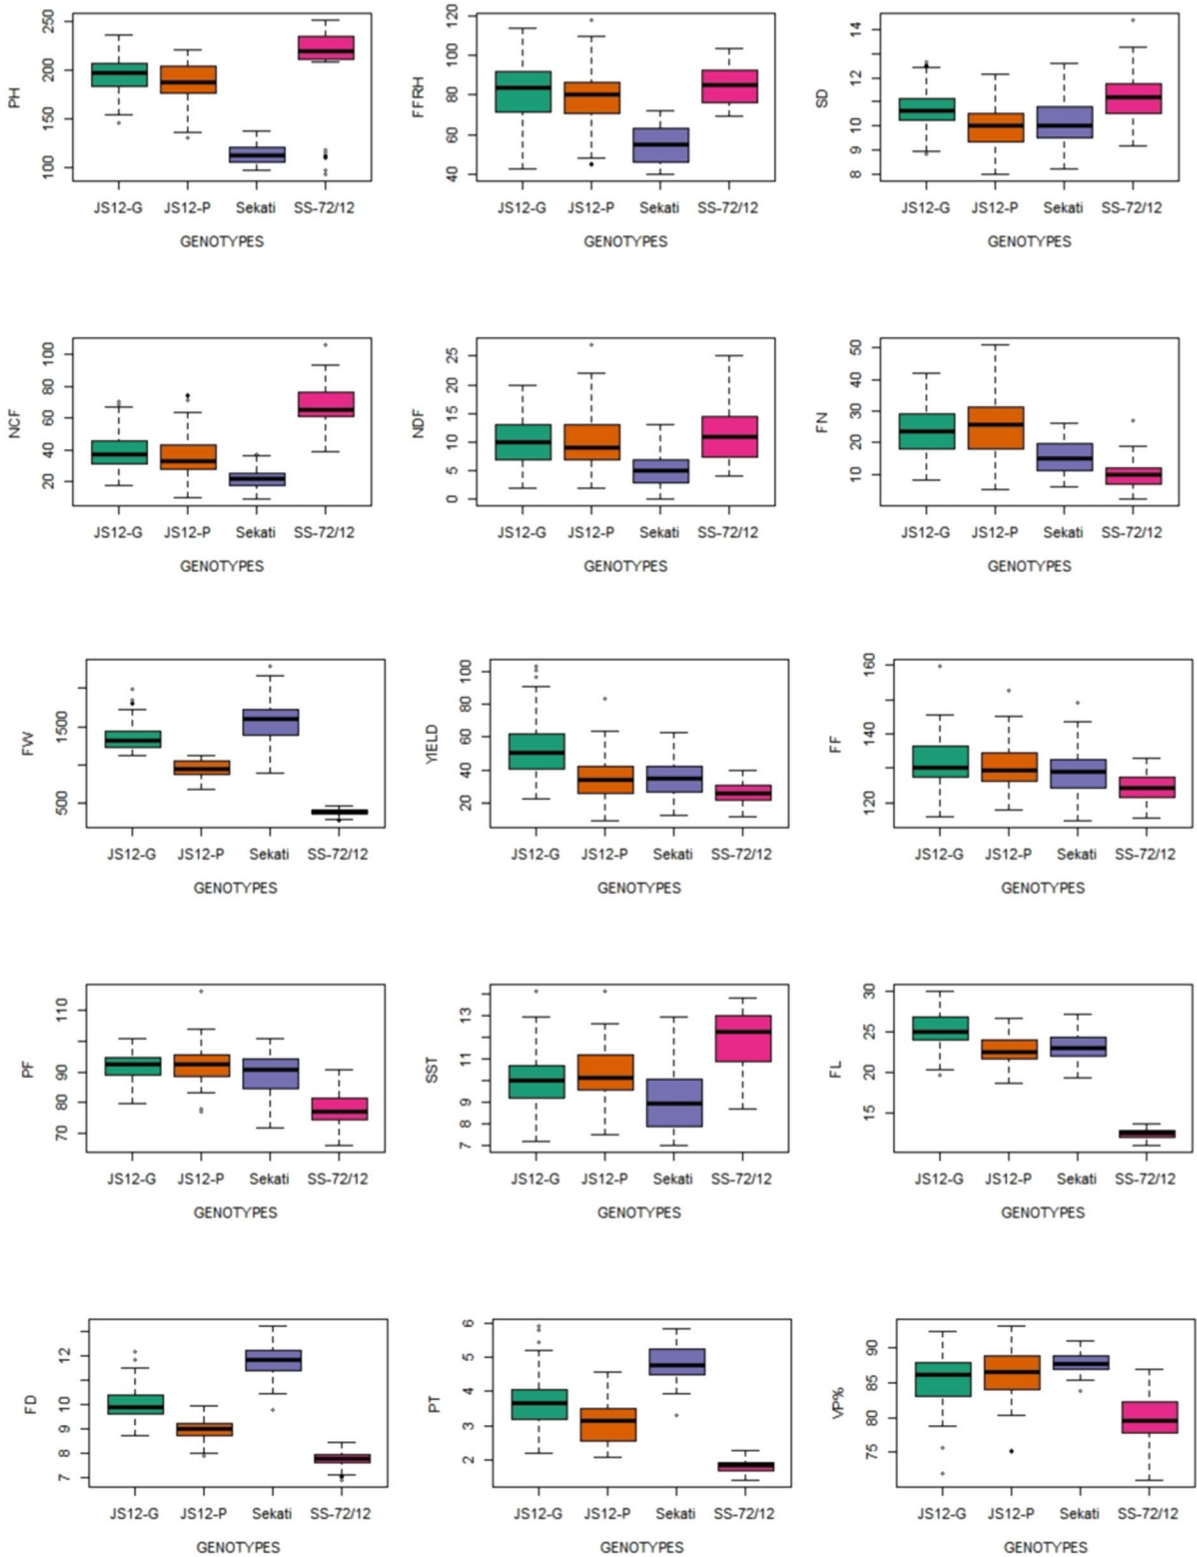 PH
250
200
150
100
JS12-G JS12-P Sekati SS-72/12
GENOTYPES
FFRH
120
100
80
60
40
JS12-G JS12-P Sekati SS-72/12
GENOTYPES
SD
14
12
10
9
8
JS12-G JS12-P Sekati SS-72/12
GENOTYPES
NCF
100
80
60
40
20
JS12-G JS12-P Sekati SS-72/12
GENOTYPES
NDF
25
20
15
10
5
0
JS12-G JS12-P Sekati SS-72/12
GENOTYPES
FN
50
40
30
20
10
JS12-G JS12-P Sekati SS-72/12
GENOTYPES
FW
1500
500
JS12-G JS12-P Sekati SS-72/12
GENOTYPES
YIELD
100
80
60
40
20
JS12-G JS12-P Sekati SS-72/12
GENOTYPES
FF
160
140
120
JS12-G JS12-P Sekati SS-72/12
GENOTYPES
PF
110
90
80
70
JS12-G JS12-P Sekati SS-72/12
GENOTYPES
SST
13
11
9
8
7
JS12-G JS12-P Sekati SS-72/12
GENOTYPES
FL
30
25
20
15
JS12-G JS12-P Sekati SS-72/12
GENOTYPES
FD
12
10
9
8
7
JS12-G JS12-P Sekati SS-72/12
GENOTYPES
PT
6
5
4
3
2
JS12-G JS12-P Sekati SS-72/12
GENOTYPES
VP%
90
85
80
75
JS12-G JS12-P Sekati SS-72/12
GENOTYPES